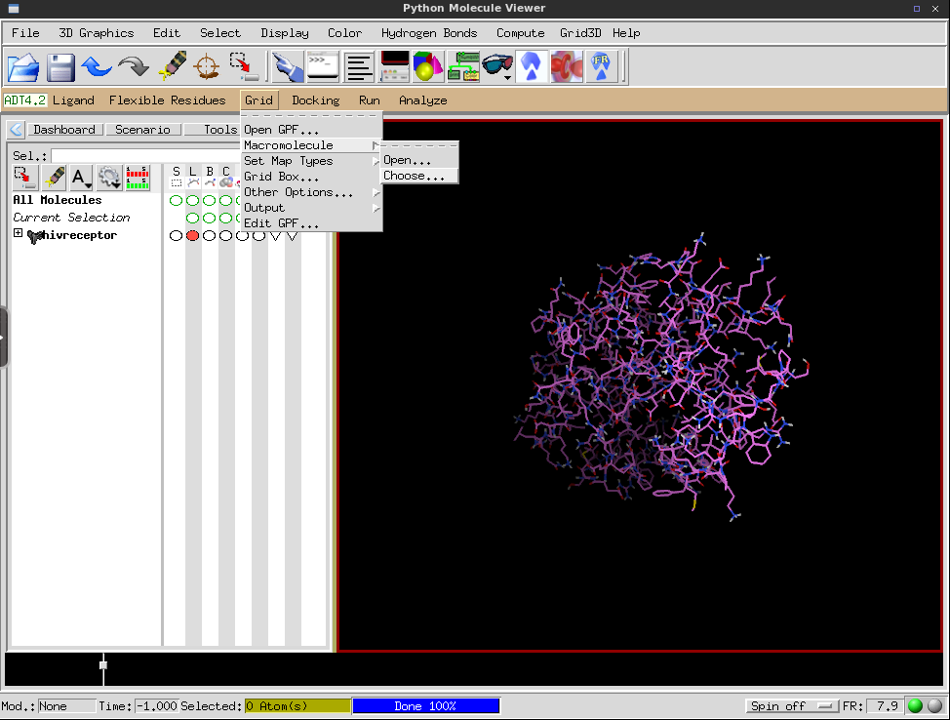 Python Molecule Viewer
File 3D Graphics Edit Select Display Color Hydrogen Bonds Compute Grid3D Help
ADT4.2 Ligand Flexible Residues Grid Docking Run Analyze
Dashboard Scenario Tools
Open GPF...
Macromolecule
Set Map Types
Grid Box...
Other Options...
Output
Edit GPF...
Open...
Choose...
Sel.:
S L B C
All Molecules
Current Selection
hivreceptor
Mod.: None Time: -1.000 Selected: 0 Atom(s) Done 100% Spin off FR: 7.9